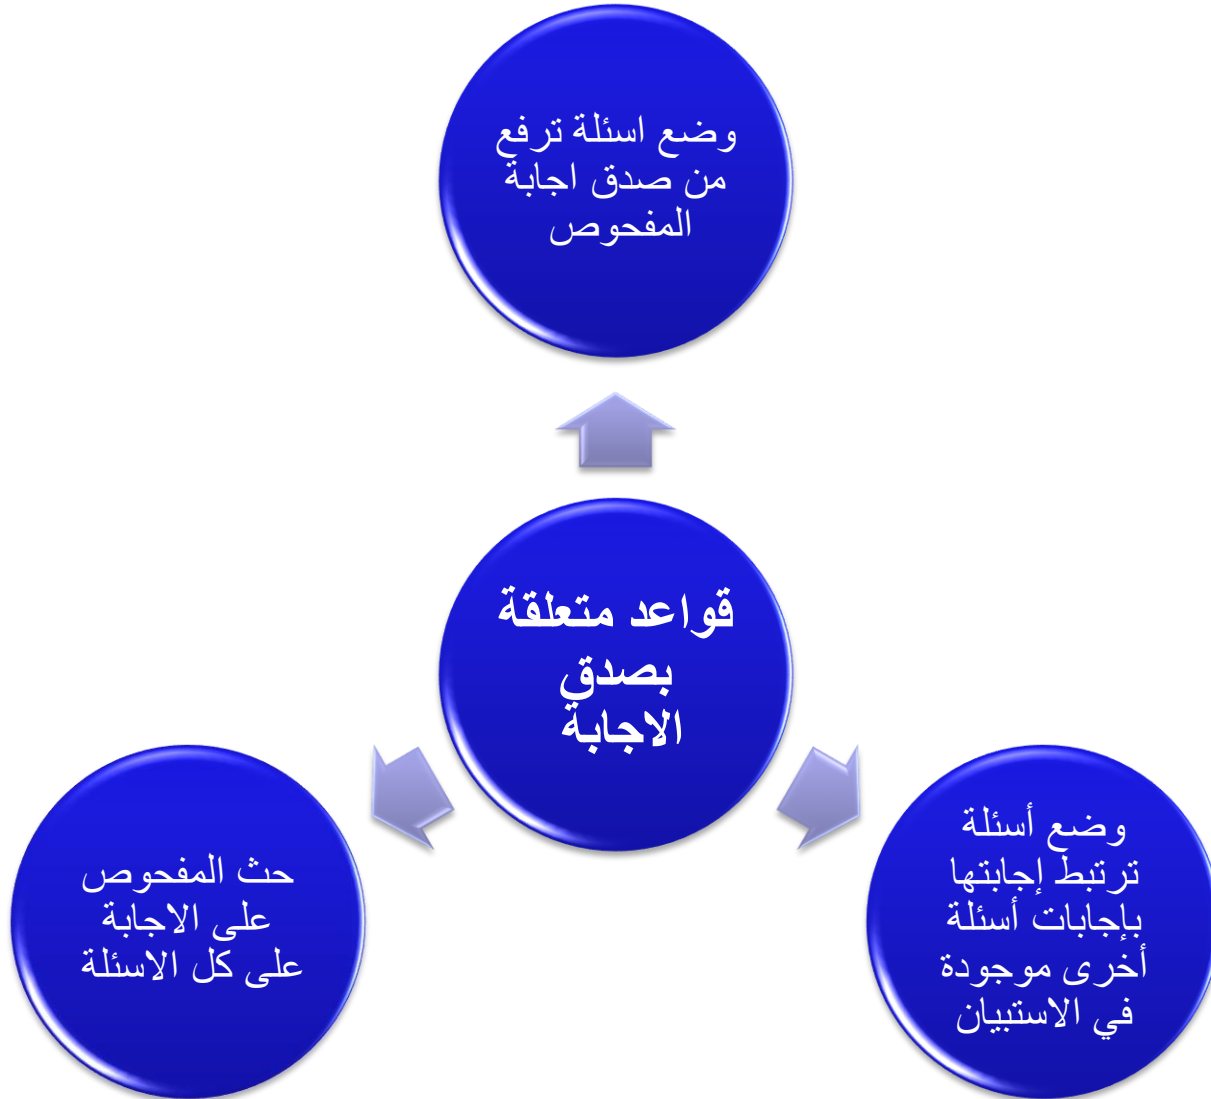 وضع اسئلة ترفع
من صدق اجابة
المفحوص
قواعد متعلقة
بصدق
الاجابة
وضع أسئلة
ترتبط إجابتها
بإجابات أسئلة
أخرى موجودة
في الاستبيان
حث المفحوص
على الاجابة
على كل الاسئلة